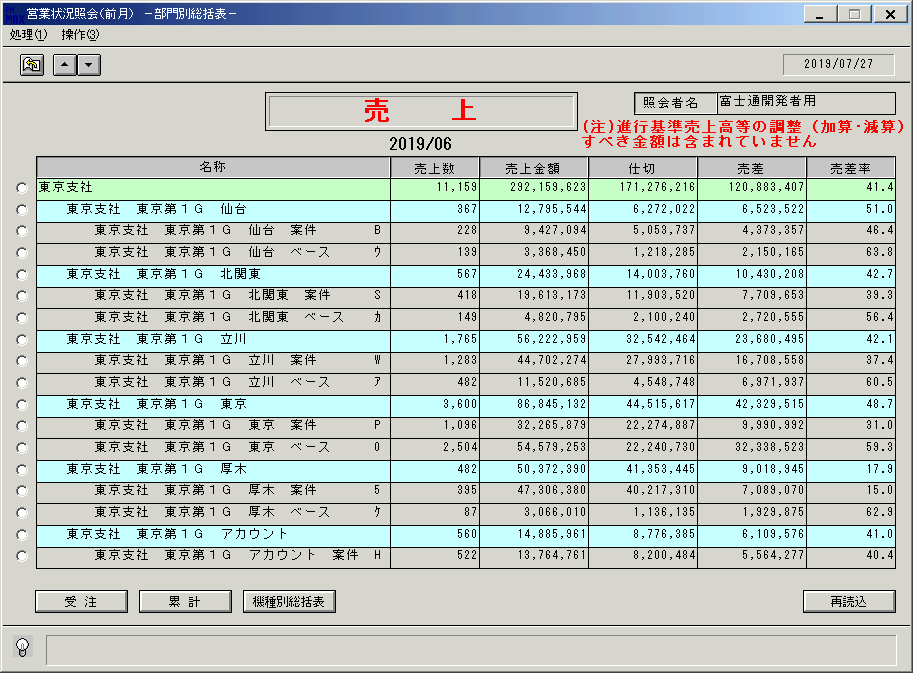 営業状況照会(前月) －部門別総括表－
処理(1) 操作(3)
2019/07/27
売 上
照会者名 富士通開発者用
2019/06
(注)進行基準売上高等の調整（加算･減算）
すべき金額は含まれていません
名称 売上数 売上金額 仕切 売差 売差率
東京支社 11,159 292,159,623 171,276,216 120,883,407 41.4
東京支社 東京第１Ｇ 仙台 367 12,795,544 6,272,022 6,523,522 51.0
東京支社 東京第１Ｇ 仙台 案件 B 228 9,427,094 5,053,737 4,373,357 46.4
東京支社 東京第１Ｇ 仙台 ベース ｳ 139 3,368,450 1,218,285 2,150,165 63.8
東京支社 東京第１Ｇ 北関東 567 24,433,968 14,003,760 10,430,208 42.7
東京支社 東京第１Ｇ 北関東 案件 S 418 19,613,173 11,903,520 7,709,653 39.3
東京支社 東京第１Ｇ 北関東 ベース ｶ 149 4,820,795 2,100,240 2,720,555 56.4
東京支社 東京第１Ｇ 立川 1,765 56,222,959 32,542,464 23,680,495 42.1
東京支社 東京第１Ｇ 立川 案件 W 1,283 44,702,274 27,993,716 16,708,558 37.4
東京支社 東京第１Ｇ 立川 ベース ｱ 482 11,520,685 4,548,748 6,971,937 60.5
東京支社 東京第１Ｇ 東京 3,600 86,845,132 44,515,617 42,329,515 48.7
東京支社 東京第１Ｇ 東京 案件 P 1,096 32,265,879 22,274,887 9,990,992 31.0
東京支社 東京第１Ｇ 東京 ベース 0 2,504 54,579,253 22,240,730 32,338,523 59.3
東京支社 東京第１Ｇ 厚木 482 50,372,390 41,353,445 9,018,945 17.9
東京支社 東京第１Ｇ 厚木 案件 5 395 47,306,380 40,217,310 7,089,070 15.0
東京支社 東京第１Ｇ 厚木 ベース ｹ 87 3,066,010 1,136,135 1,929,875 62.9
東京支社 東京第１Ｇ アカウント 560 14,885,961 8,776,385 6,109,576 41.0
東京支社 東京第１Ｇ アカウント 案件 H 522 13,764,761 8,200,484 5,564,277 40.4
受 注 累 計 機種別総括表 再読込